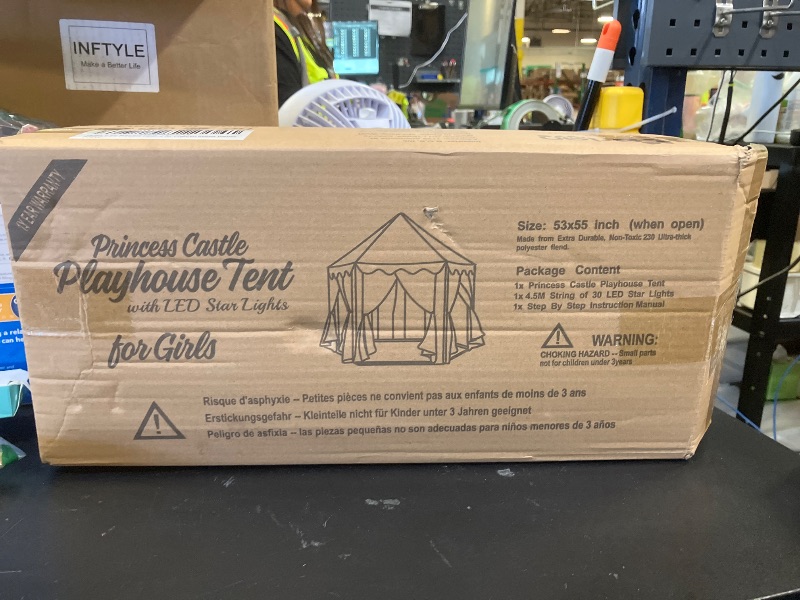 INFTYLE
Make a Better Life
1 YEAR WARRANTY
Princess Castle
Playhouse Tent
with LED Star Lights
for Girls
Size: 53x55 inch (when open)
Made from Extra Durable, Non-Toxic 230 Ultra-thick
polyester flend.
Package Content
1x Princess Castle Playhouse Tent
1x 4.5M String of 30 LED Star Lights
1x Step By Step Instruction Manual
WARNING:
CHOKING HAZARD -- Small parts
not for children under 3years
Risque d'asphyxie – Petites pièces ne convient pas aux enfants de moins de 3 ans
Erstickungsgefahr – Kleinteile nicht für Kinder unter 3 Jahren geeignet
Peligro de asfixia – las piezas pequeñas no son adecuadas para niños menores de 3 años